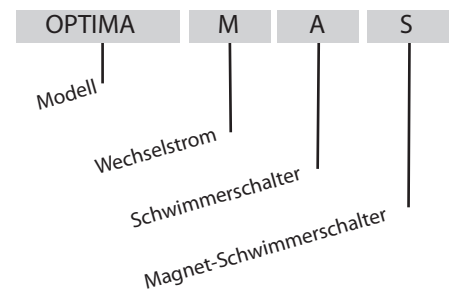 OPTIMA M A S
Modell
Wechselstrom
Schwimmerschalter
Magnet-Schwimmerschalter